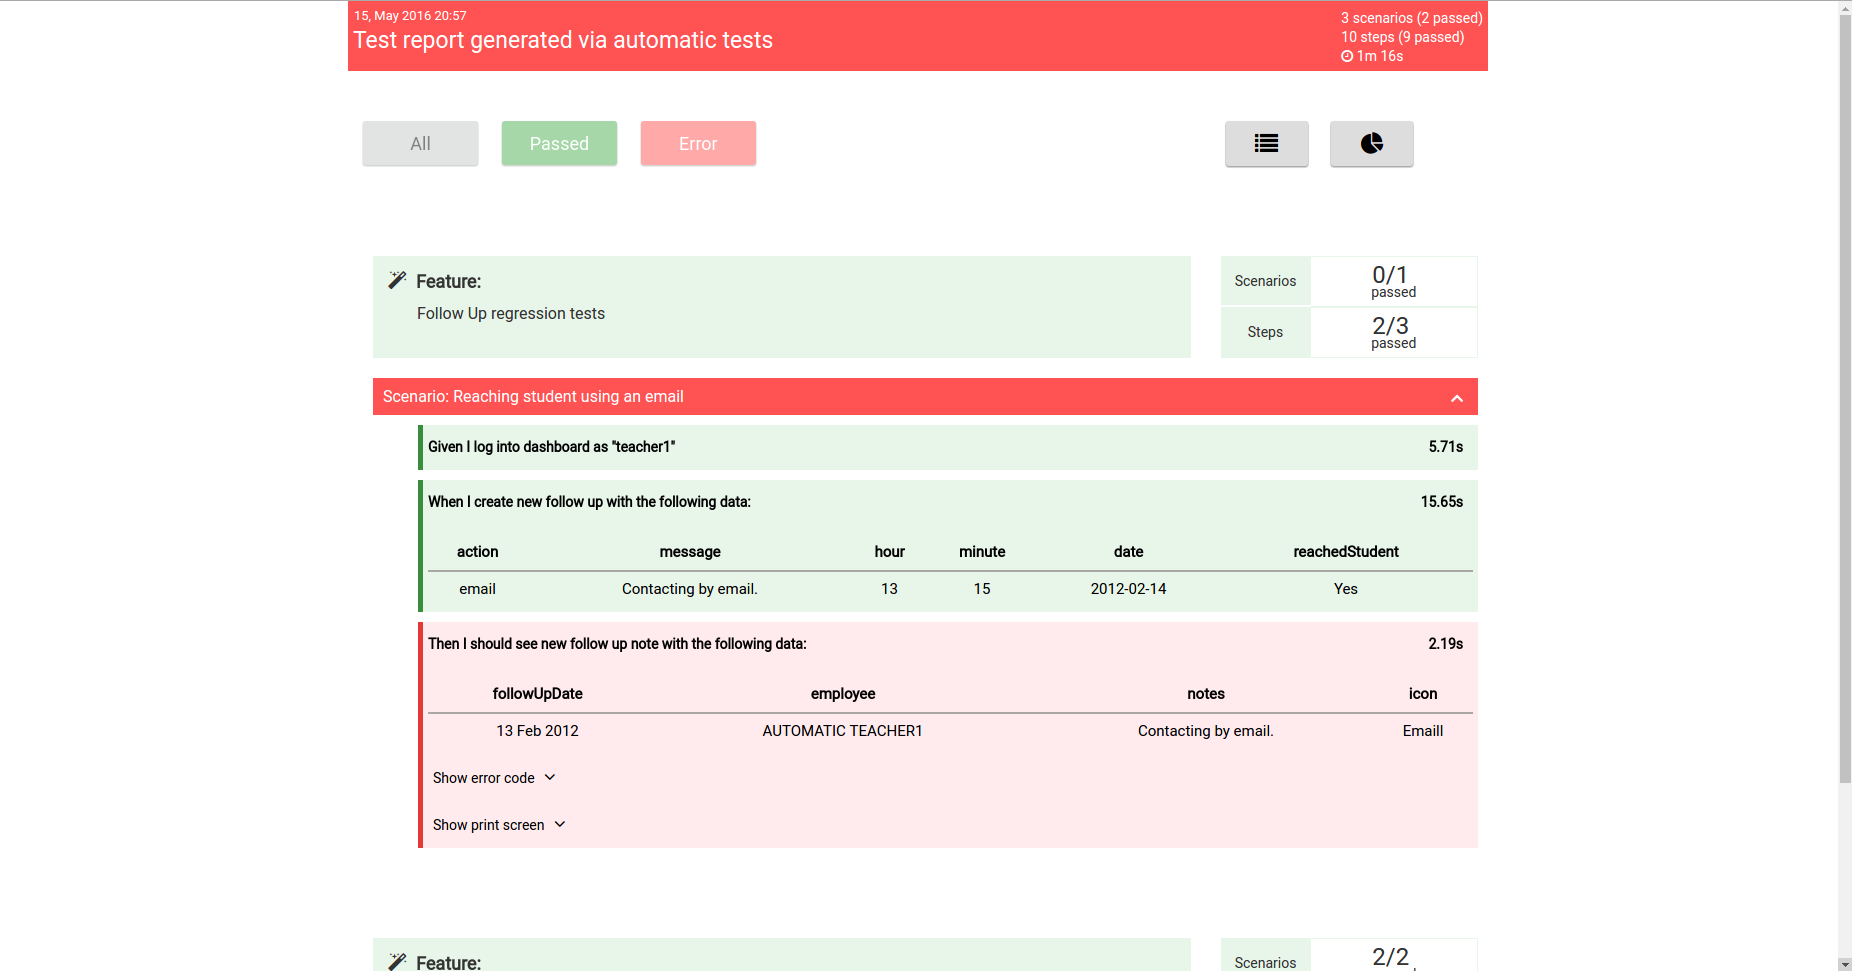 15, May 2016 20:57
Test report generated via automatic tests
3 scenarios (2 passed)
10 steps (9 passed)
1m 16s
All
Passed
Error
Feature:
Follow Up regression tests
Scenarios
0/1
passed
Steps
2/3
passed
Scenario: Reaching student using an email
Given I log into dashboard as "teacher1" 5.71s
When I create new follow up with the following data: 15.65s
action message hour minute date reachedStudent
email Contacting by email. 13 15 2012-02-14 Yes
Then I should see new follow up note with the following data: 2.19s
followUpDate employee notes icon
13 Feb 2012 AUTOMATIC TEACHER1 Contacting by email. Emaill
Show error code
Show print screen
Feature:
Scenarios
2/2